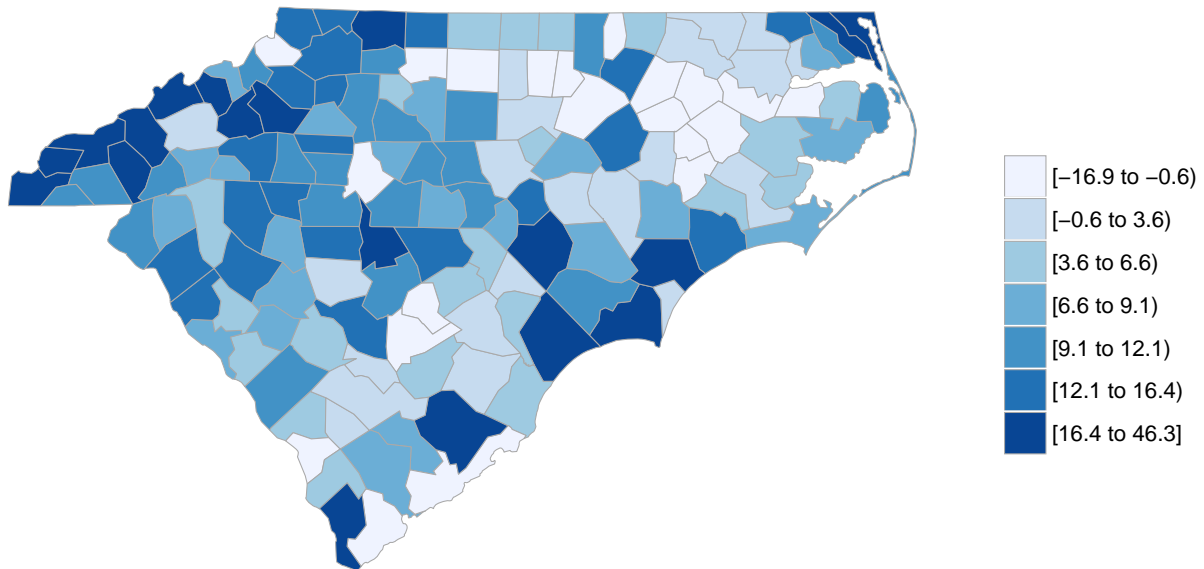 [−16.9 to −0.6)
[−0.6 to 3.6)
[3.6 to 6.6)
[6.6 to 9.1)
[9.1 to 12.1)
[12.1 to 16.4)
[16.4 to 46.3]